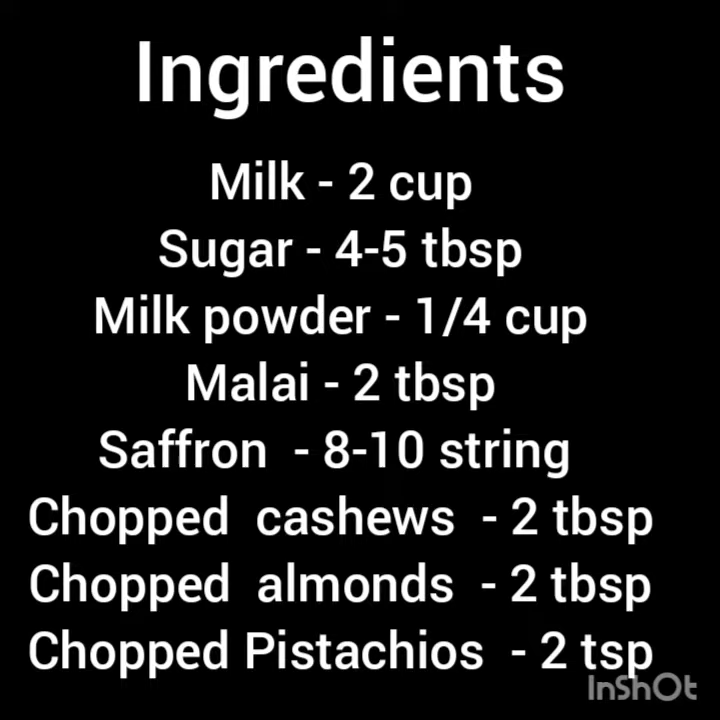 Ingredients
Milk - 2 cup
Sugar - 4-5 tbsp
Milk powder - 1/4 cup
Malai - 2 tbsp
Saffron - 8-10 string
Chopped cashews - 2 tbsp
Chopped almonds - 2 tbsp
Chopped Pistachios - 2 tsp
InShOt